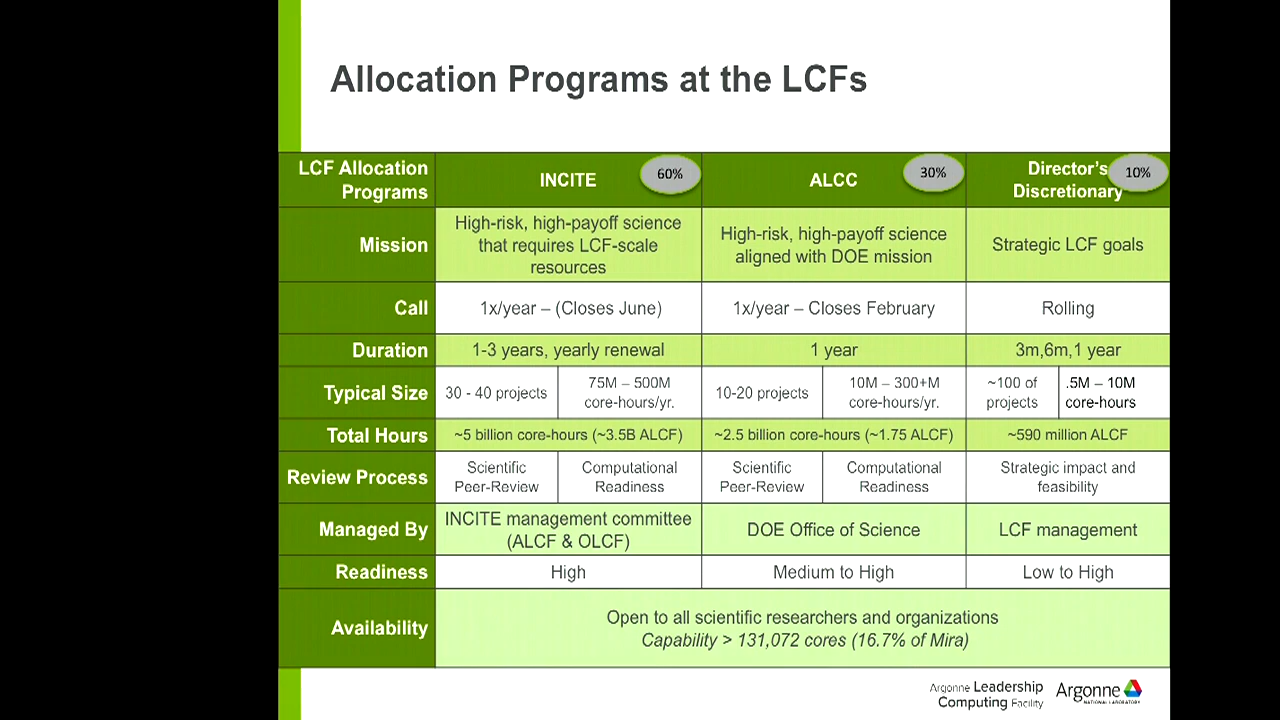 Allocation Programs at the LCFs
LCF Allocation
Programs
INCITE
60%
ALCC
30%
Director's
Discretionary
10%
Mission
High-risk, high-payoff science
that requires LCF-scale
resources
High-risk, high-payoff science
aligned with DOE mission
Strategic LCF goals
Call
1x/year – (Closes June)
1x/year – Closes February
Rolling
Duration
1-3 years, yearly renewal
1 year
3m,6m,1 year
Typical Size
30 - 40 projects
75M – 500M
core-hours/yr.
10-20 projects
10M – 300+M
core-hours/yr.
~100 of
projects
.5M – 10M
core-hours
Total Hours
~5 billion core-hours (~3.5B ALCF)
~2.5 billion core-hours (~1.75 ALCF)
~590 million ALCF
Review Process
Scientific
Peer-Review
Computational
Readiness
Scientific
Peer-Review
Computational
Readiness
Strategic impact and
feasibility
Managed By
INCITE management committee
(ALCF & OLCF)
DOE Office of Science
LCF management
Readiness
High
Medium to High
Low to High
Availability
Open to all scientific researchers and organizations
Capability > 131,072 cores (16.7% of Mira)
Argonne Leadership
Computing Facility
Argonne
NATIONAL LABORATORY